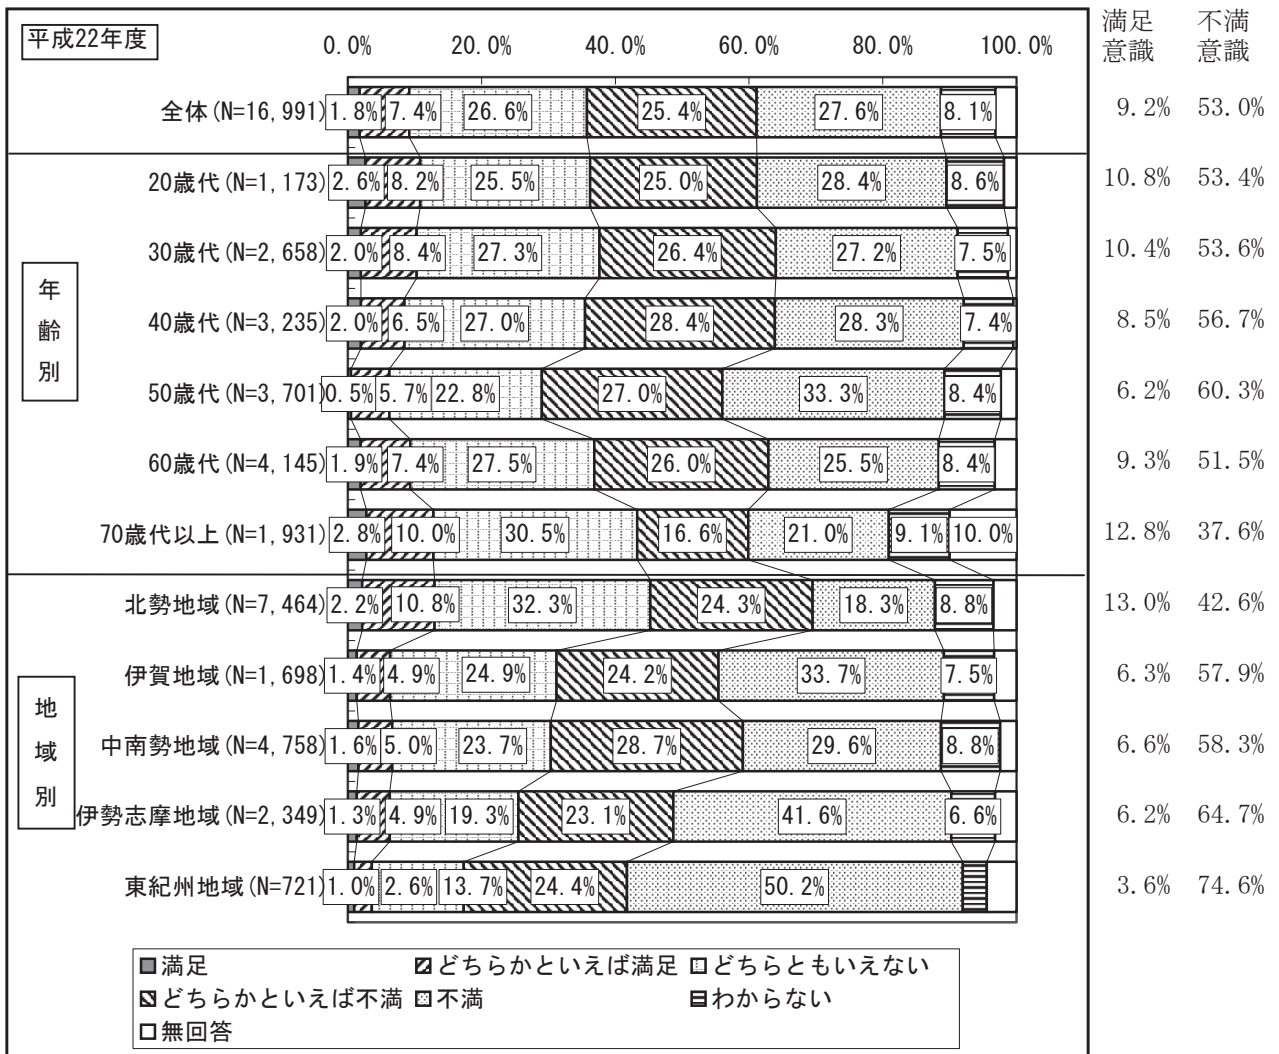 満足 不満
意識 意識
平成22年度
0.0% 20.0% 40.0% 60.0% 80.0% 100.0%
全体(N=16,991) 1.8% 7.4% 26.6% 25.4% 27.6% 8.1% 9.2% 53.0%
20歳代(N=1,173) 2.6% 8.2% 25.5% 25.0% 28.4% 8.6% 10.8% 53.4%
30歳代(N=2,658) 2.0% 8.4% 27.3% 26.4% 27.2% 7.5% 10.4% 53.6%
年齢別
40歳代(N=3,235) 2.0% 6.5% 27.0% 28.4% 28.3% 7.4% 8.5% 56.7%
50歳代(N=3,701) 0.5% 5.7% 22.8% 27.0% 33.3% 8.4% 6.2% 60.3%
60歳代(N=4,145) 1.9% 7.4% 27.5% 26.0% 25.5% 8.4% 9.3% 51.5%
70歳代以上(N=1,931) 2.8% 10.0% 30.5% 16.6% 21.0% 9.1% 10.0% 12.8% 37.6%
北勢地域(N=7,464) 2.2% 10.8% 32.3% 24.3% 18.3% 8.8% 13.0% 42.6%
伊賀地域(N=1,698) 1.4% 4.9% 24.9% 24.2% 33.7% 7.5% 6.3% 57.9%
地域別
中南勢地域(N=4,758) 1.6% 5.0% 23.7% 28.7% 29.6% 8.8% 6.6% 58.3%
伊勢志摩地域(N=2,349) 1.3% 4.9% 19.3% 23.1% 41.6% 6.6% 6.2% 64.7%
東紀州地域(N=721) 1.0% 2.6% 13.7% 24.4% 50.2% 3.6% 74.6%
満足 どちらかといえば満足 どちらともいえない
どちらかといえば不満 不満 わからない
無回答